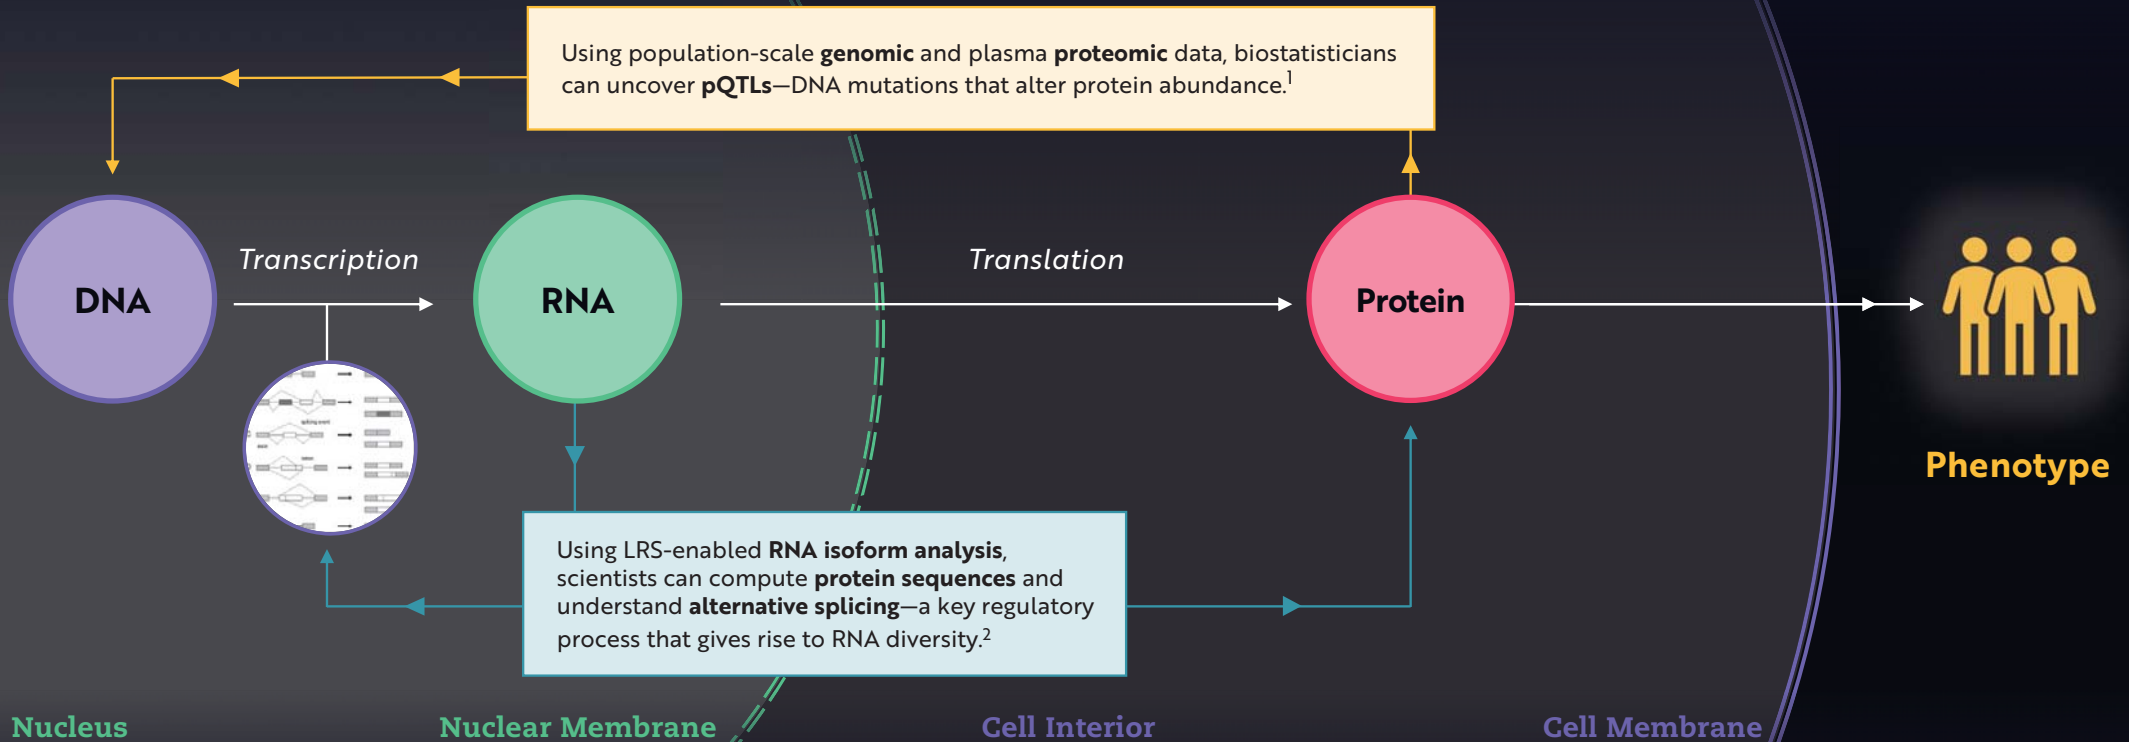 Using population-scale genomic and plasma proteomic data, biostatisticians
can uncover pQTLs—DNA mutations that alter protein abundance.¹
DNA
Transcription
RNA
Translation
Protein
Phenotype
Using LRS-enabled RNA isoform analysis,
scientists can compute protein sequences and
understand alternative splicing—a key regulatory
process that gives rise to RNA diversity.²
Nucleus
Nuclear Membrane
Cell Interior
Cell Membrane